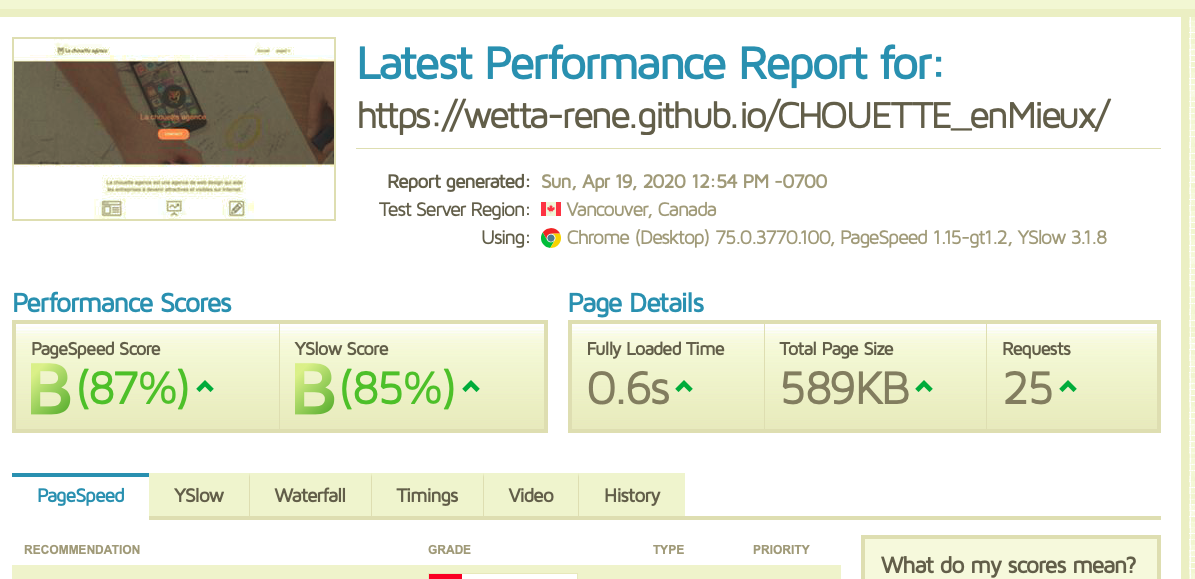 La chouette agence
Latest Performance Report for:
https://wetta-rene.github.io/CHOUETTE_enMieux/
La chouette agence
Report generated: Sun, Apr 19, 2020 12:54 PM -0700
La chouette agence est une agence de web design qui aide
les entreprises à devenir attractives et visibles sur Internet.
Test Server Region: Vancouver, Canada
Using: Chrome (Desktop) 75.0.3770.100, PageSpeed 1.15-gt1.2, YSlow 3.1.8
Performance Scores
PageSpeed Score
B (87%)
YSlow Score
B (85%)
Page Details
Fully Loaded Time
0.6s
Total Page Size
589KB
Requests
25
PageSpeed YSlow Waterfall Timings Video History
RECOMMENDATION GRADE TYPE PRIORITY
What do my scores mean?